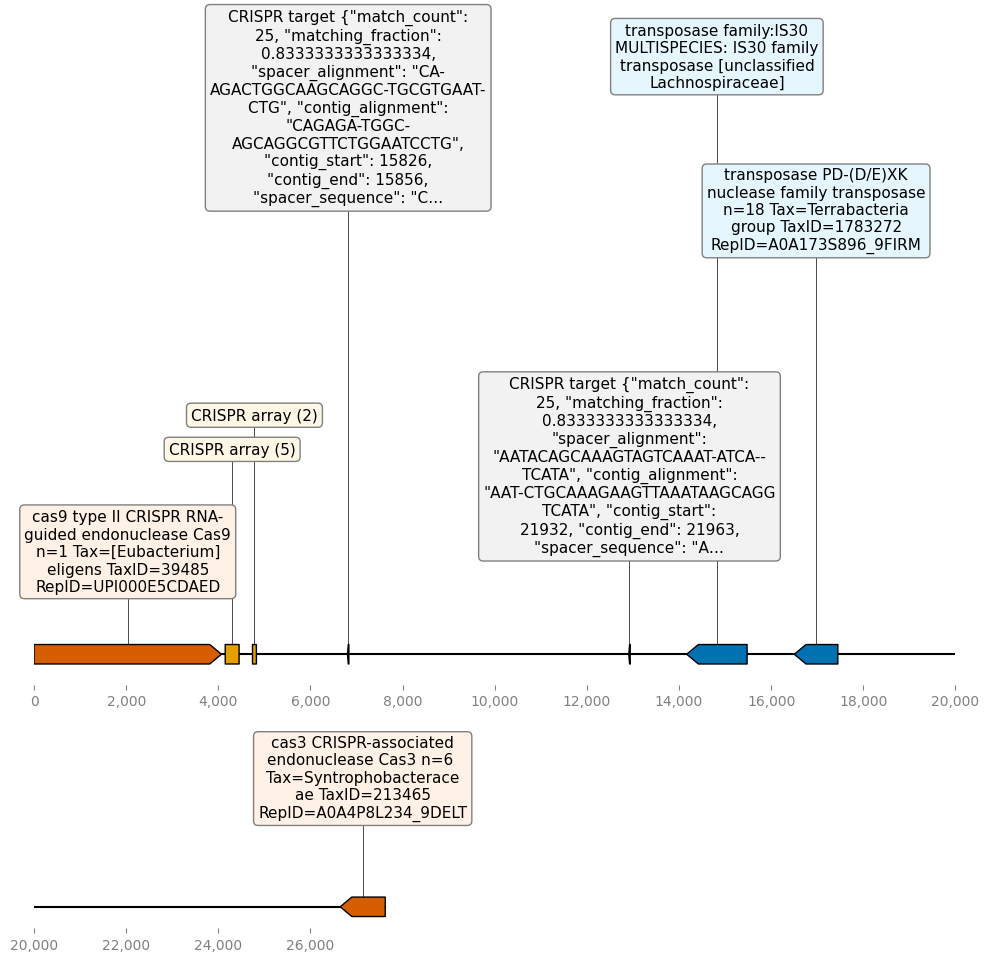 CRISPR target {"match_count":
25, "matching_fraction":
0.8333333333333334,
"spacer_alignment": "CA-
AGACTGGCAAGCAGGC-TGCGTGAAT-
CTG", "contig_alignment":
"CAGAGA-TGGC-
AGCAGGCGTTCTGGAATCCTG",
"contig_start": 15826,
"contig_end": 15856,
"spacer_sequence": "C...
transposase family:IS30
MULTISPECIES: IS30 family
transposase [unclassified
Lachnospiraceae]
transposase PD-(D/E)XK
nuclease family transposase
n=18 Tax=Terrabacteria
group TaxID=1783272
RepID=A0A173S896_9FIRM
CRISPR target {"match_count":
25, "matching_fraction":
0.8333333333333334,
"spacer_alignment":
"AATACAGCAAAGTAGTCAAAT-ATCA--
TCATA", "contig_alignment":
"AAT-CTGCAAAGAAGTTAAATAAGCAGG
TCATA", "contig_start":
21932, "contig_end": 21963,
"spacer_sequence": "A...
CRISPR array (2)
CRISPR array (5)
cas9 type II CRISPR RNA-
guided endonuclease Cas9
n=1 Tax=[Eubacterium]
eligens TaxID=39485
RepID=UPI000E5CDAED
0 2,000 4,000 6,000 8,000 10,000 12,000 14,000 16,000 18,000 20,000
cas3 CRISPR-associated
endonuclease Cas3 n=6
Tax=Syntrophobacterace
ae TaxID=213465
RepID=A0A4P8L234_9DELT
20,000 22,000 24,000 26,000